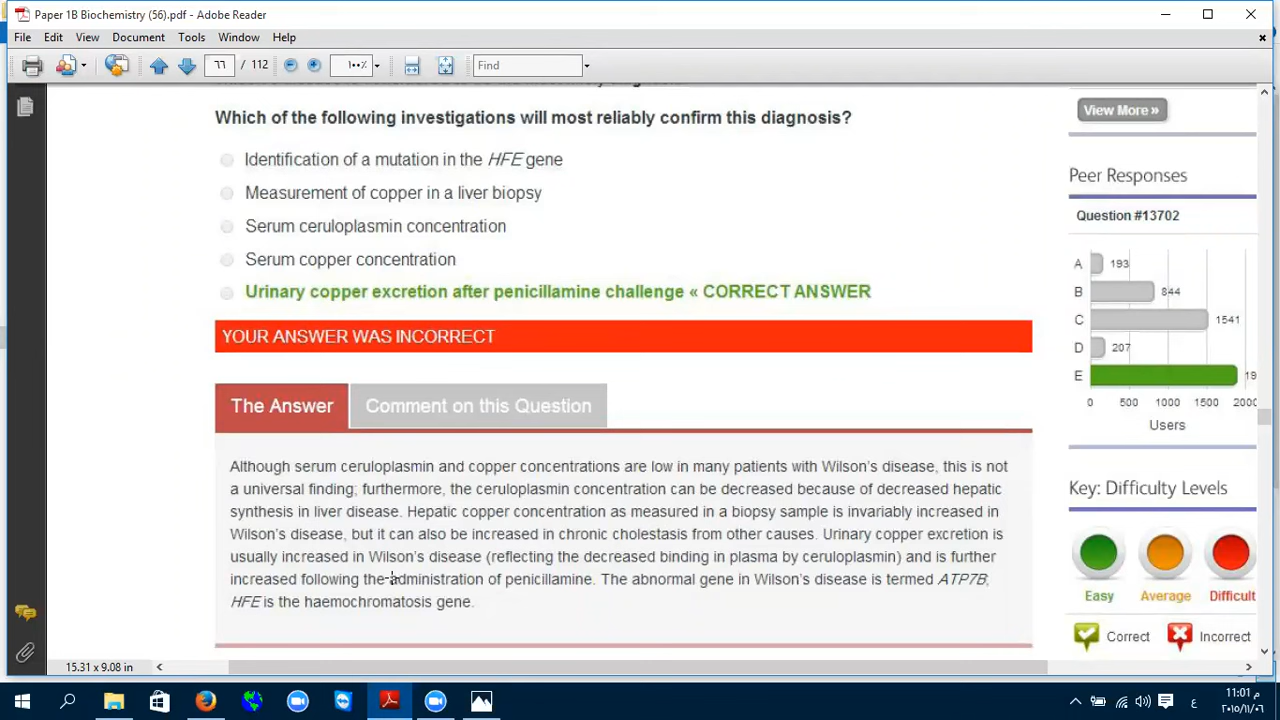 Paper 1B Biochemistry (56).pdf - Adobe Reader
File Edit View Document Tools Window Help
٦٦ / 112 ١٠٠% Find
View More »
Which of the following investigations will most reliably confirm this diagnosis?
Identification of a mutation in the HFE gene
Measurement of copper in a liver biopsy
Serum ceruloplasmin concentration
Serum copper concentration
Urinary copper excretion after penicillamine challenge « CORRECT ANSWER
YOUR ANSWER WAS INCORRECT
The Answer Comment on this Question
Although serum ceruloplasmin and copper concentrations are low in many patients with Wilson's disease, this is not
a universal finding; furthermore, the ceruloplasmin concentration can be decreased because of decreased hepatic
synthesis in liver disease. Hepatic copper concentration as measured in a biopsy sample is invariably increased in
Wilson's disease, but it can also be increased in chronic cholestasis from other causes. Urinary copper excretion is
usually increased in Wilson's disease (reflecting the decreased binding in plasma by ceruloplasmin) and is further
increased following the administration of penicillamine. The abnormal gene in Wilson's disease is termed ATP7B;
HFE is the haemochromatosis gene.
Peer Responses
Question #13702
A 193
B 844
C 1541
D 207
E 19
0 500 1000 1500 2000
Users
Key: Difficulty Levels
Easy Average Difficult
Correct Incorrect
15.31 x 9.08 in
ع
11:01 م
٢٠١٥/١١/٠٦